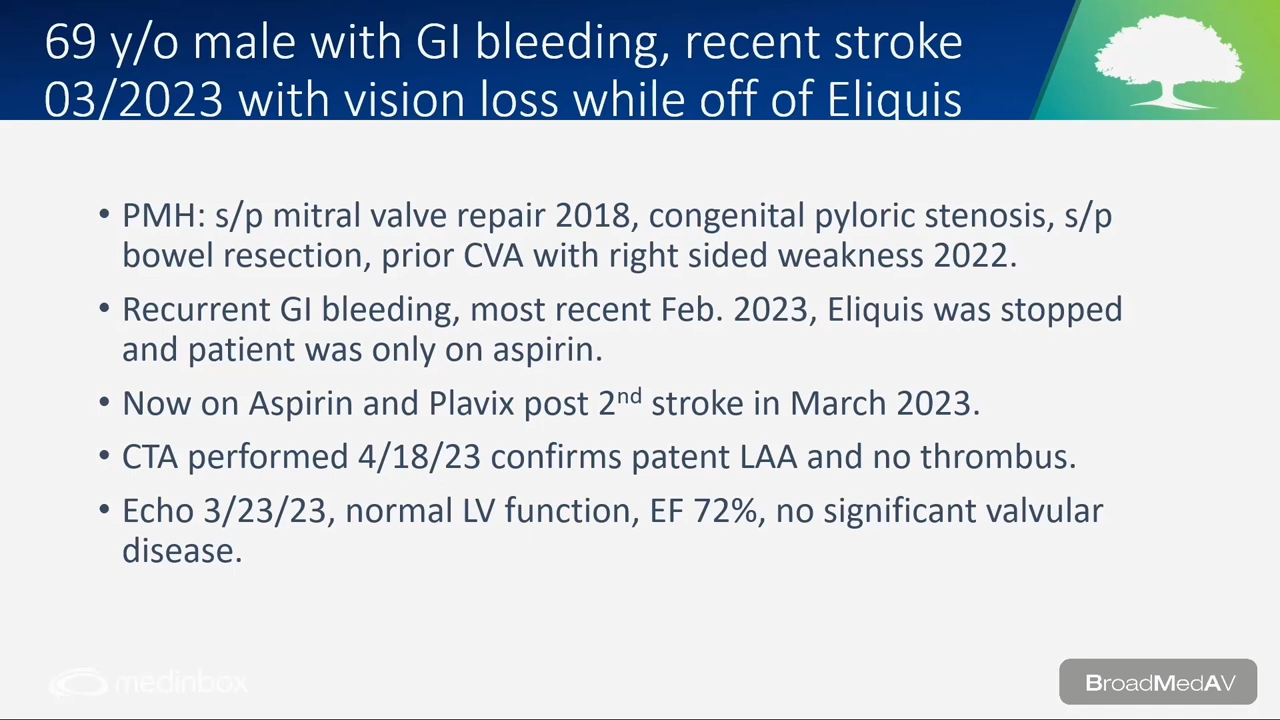 69 y/o male with GI bleeding, recent stroke
03/2023 with vision loss while off of Eliquis
• PMH: s/p mitral valve repair 2018, congenital pyloric stenosis, s/p
bowel resection, prior CVA with right sided weakness 2022.
• Recurrent GI bleeding, most recent Feb. 2023, Eliquis was stopped
and patient was only on aspirin.
• Now on Aspirin and Plavix post 2nd stroke in March 2023.
• CTA performed 4/18/23 confirms patent LAA and no thrombus.
• Echo 3/23/23, normal LV function, EF 72%, no significant valvular
disease.
medinbox
BroadMedAV